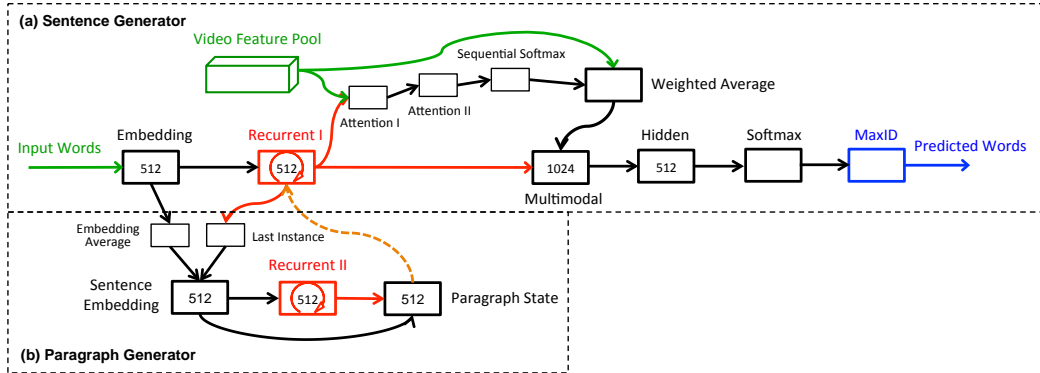 (a) Sentence Generator
Video Feature Pool
Sequential Softmax
Weighted Average
Attention II
Attention I
Embedding
Recurrent I
Hidden
Softmax
MaxID
Input Words
Predicted Words
512
512
1024
512
Multimodal
Embedding
Average
Last Instance
Recurrent II
Sentence
Embedding
512
512
512
Paragraph State
(b) Paragraph Generator